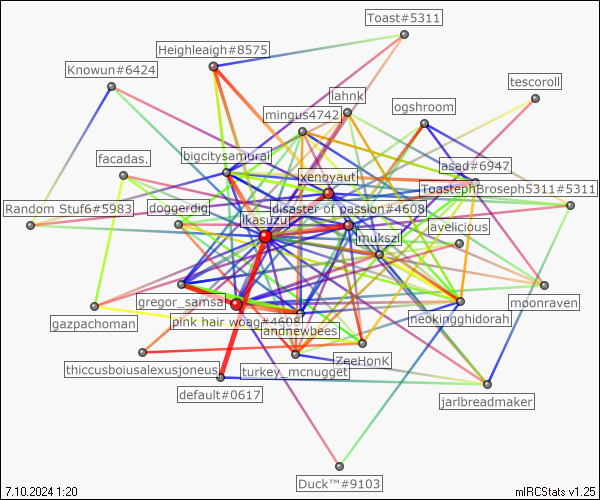 Toast#5311
Heighleigh#8575
Knowun#6424
tescoroll
lahnk
ogshroom
mingus4742
bigcitysamurai
facadas.
asad#6947
xenoyaut
ToastephBroseph5311#5311
Random Stuf6#5983
doggerdig
disaster of passion#4608
ikasuzu
avelicious
mukszi
gregor_samsa
moonraven
neokingghidorah
gazpachoman
pink hair woag#4608
andnewbees
ZeeHonK
thiccusboiusalexusjoneus
turkey_mcnugget
default#0617
jarlbreadmaker
Duck™#9103
7.10.2024 1:20
mIRCStats v1.25